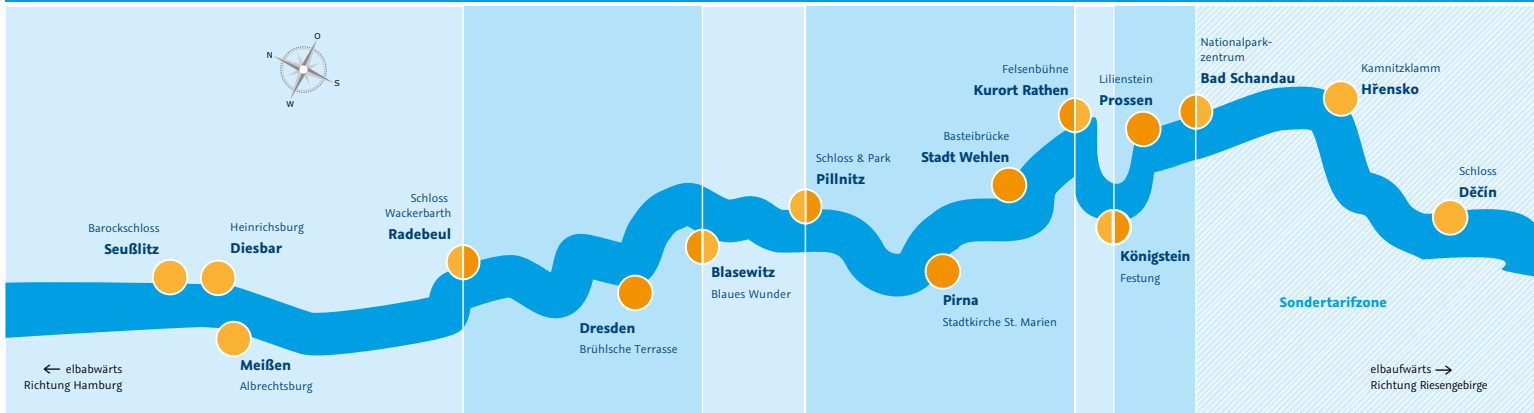 N
O
S
W
Barockschloss
Seußlitz
Heinrichsburg
Diesbar
Meißen
Albrechtsburg
← elbabwärts
Richtung Hamburg
Schloss
Wackerbarth
Radebeul
Dresden
Brühlsche Terrasse
Blasewitz
Blaues Wunder
Schloss & Park
Pillnitz
Pirna
Stadtkirche St. Marien
Basteibrücke
Stadt Wehlen
Felsenbühne
Kurort Rathen
Lilienstein
Prossen
Königstein
Festung
Nationalpark-
zentrum
Bad Schandau
Kamnitzklamm
Hřensko
Schloss
Děčín
Sondertarifzone
elbaufwärts →
Richtung Riesengebirge